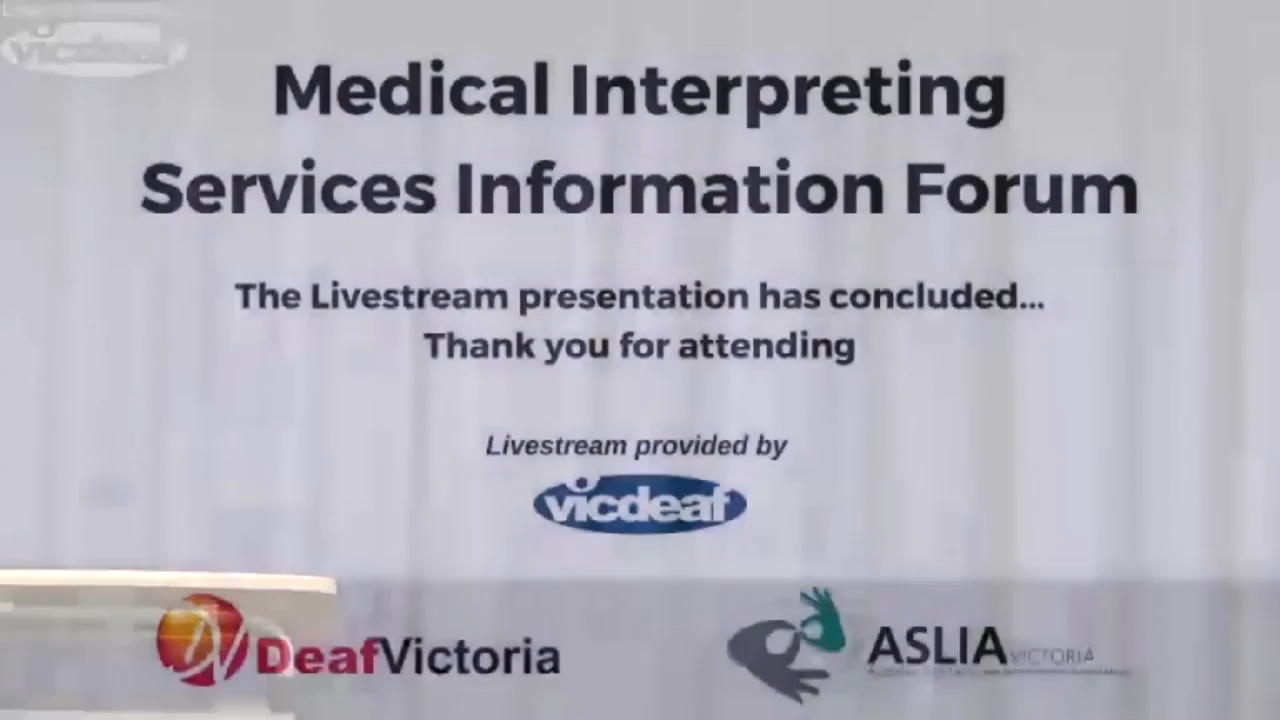 vicdeaf
Medical Interpreting
Services Information Forum
The Livestream presentation has concluded...
Thank you for attending
Livestream provided by
vicdeaf
DeafVictoria
ASLIA VICTORIA